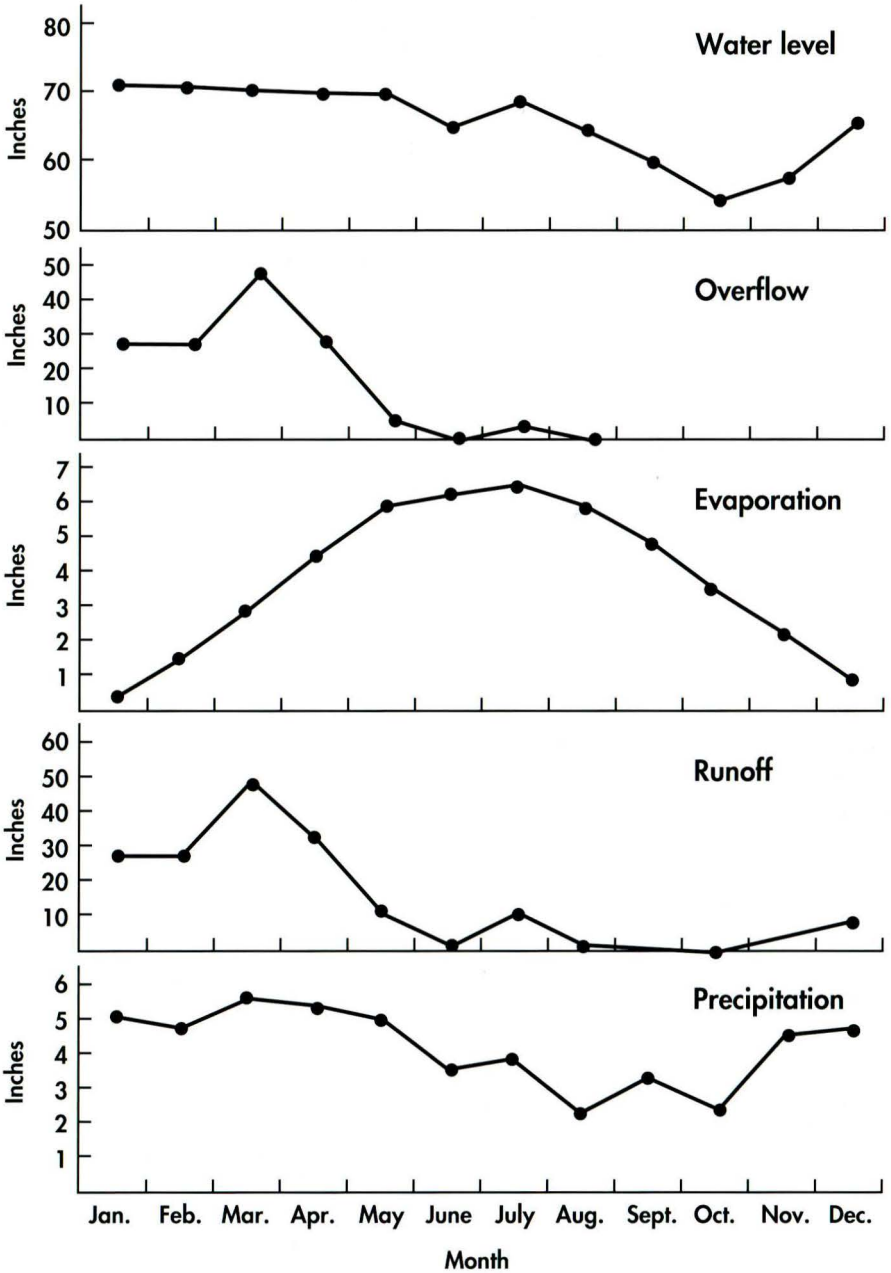 Water level
Inches
80
70
60
50
Overflow
Inches
50
40
30
20
10
Evaporation
Inches
7
6
5
4
3
2
1
Runoff
Inches
60
50
40
30
20
10
Precipitation
Inches
6
5
4
3
2
1
Jan. Feb. Mar. Apr. May June July Aug. Sept. Oct. Nov. Dec.
Month